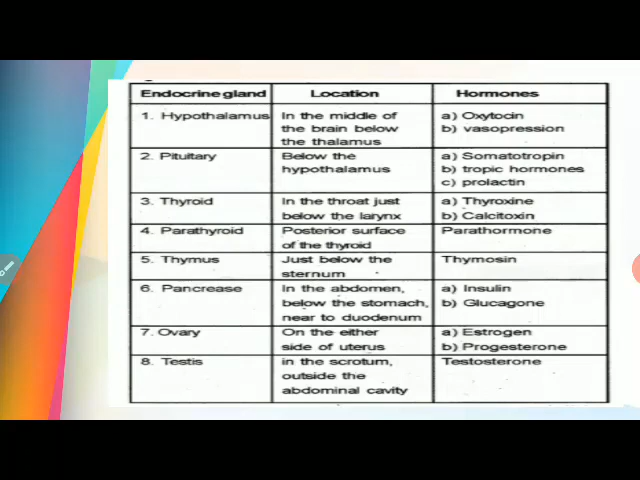 Endocrine gland Location Hormones
1. Hypothalamus In the middle of the brain below the thalamus a) Oxytocin b) vasopression
2. Pituitary Below the hypothalamus a) Somatotropin b) tropic hormones c) prolactin
3. Thyroid In the throat just below the larynx a) Thyroxine b) Calcitoxin
4. Parathyroid Posterior surface of the thyroid Parathormone
5. Thymus Just below the sternum Thymosin
6. Pancrease In the abdomen, below the stomach, near to duodenum a) Insulin b) Glucagone
7. Ovary On the either side of uterus a) Estrogen b) Progesterone
8. Testis in the scrotum, outside the abdominal cavity Testosterone